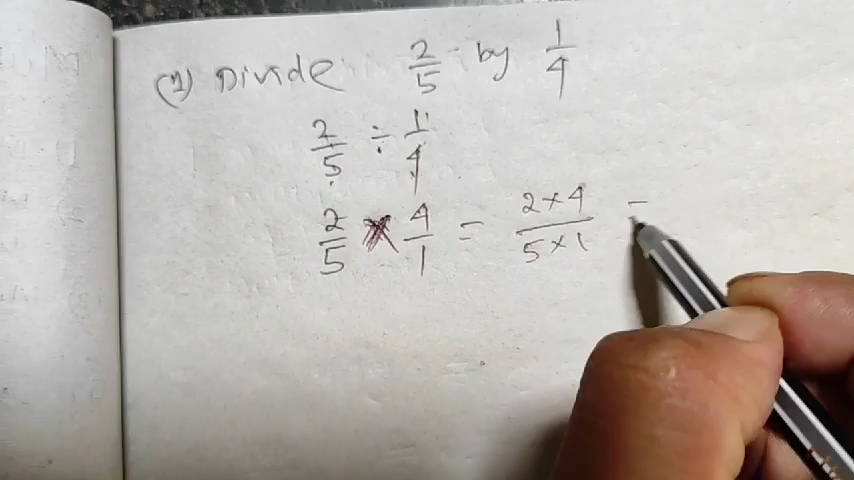 (1) Divide 2/5 by 1/4
2/5 ÷ 1/4
2/5 × 4/1 = 2×4/5×1 =